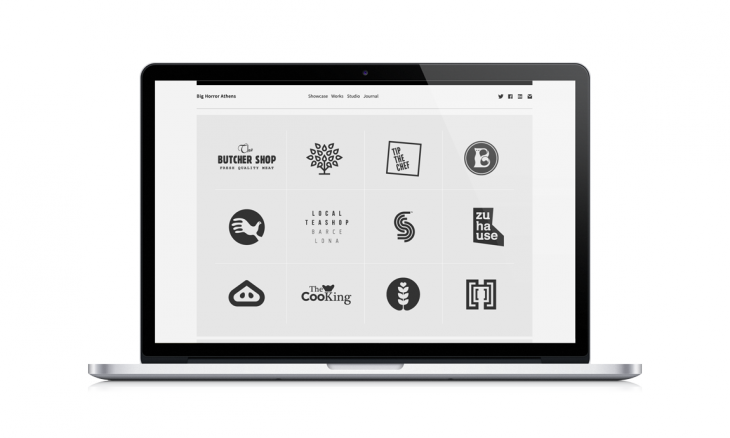 Big Horror Athens
Showcase Works Studio Journal
The
BUTCHER SHOP
FRESH QUALITY MEAT
TIP
THE
CHEF
B
LOCAL
TEASHOP
BARCE
LONA
S
zu
ha
use
The
CooKing